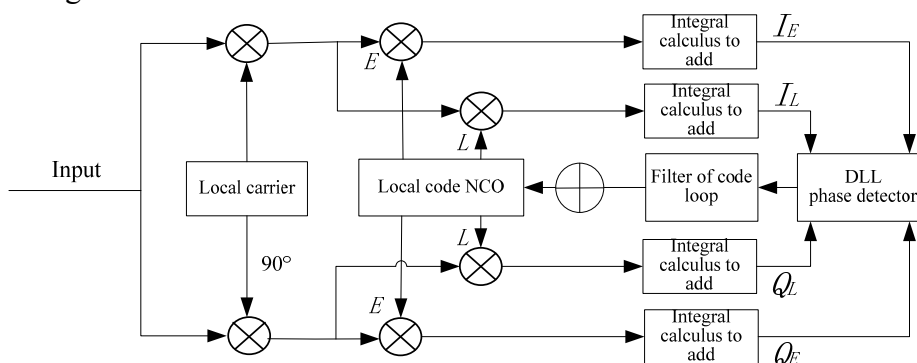 Integral
calculus to
add
I_E
E
Integral
calculus to
add
I_L
L
Input
Local carrier
Local code NCO
Filter of code
loop
DLL
phase detector
90°
L
Integral
calculus to
add
Q_L
E
Integral
calculus to
add
Q_E